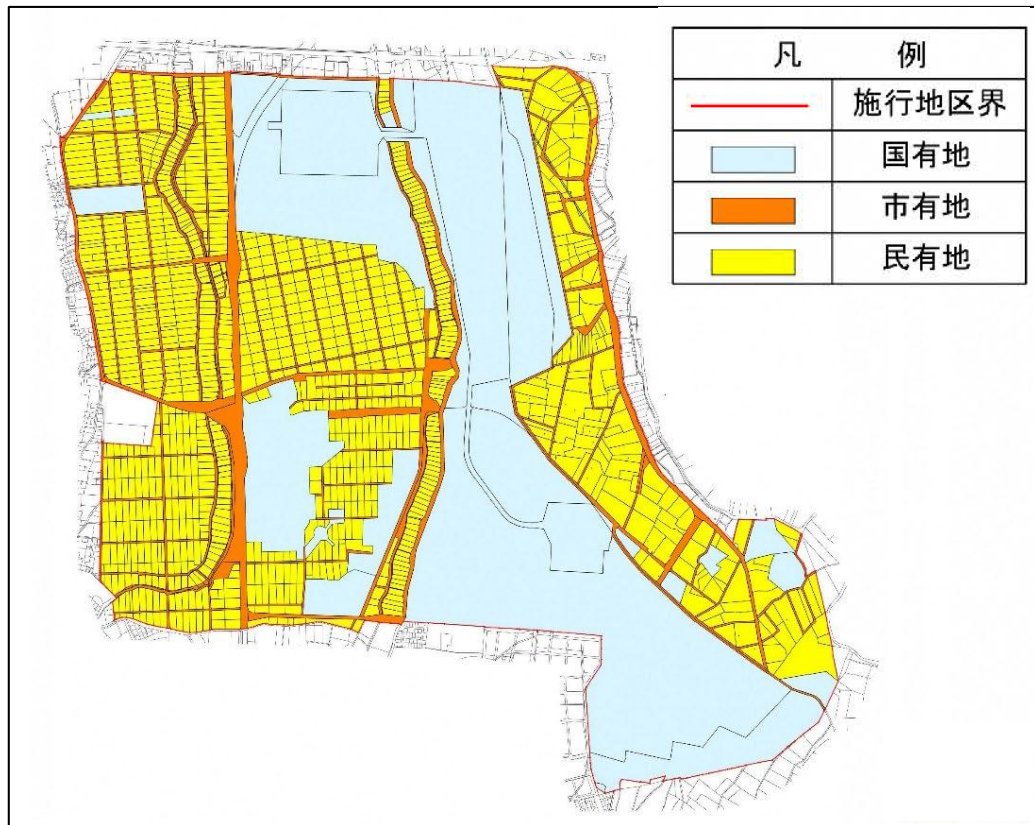 凡 例
施行地区界
国有地
市有地
民有地